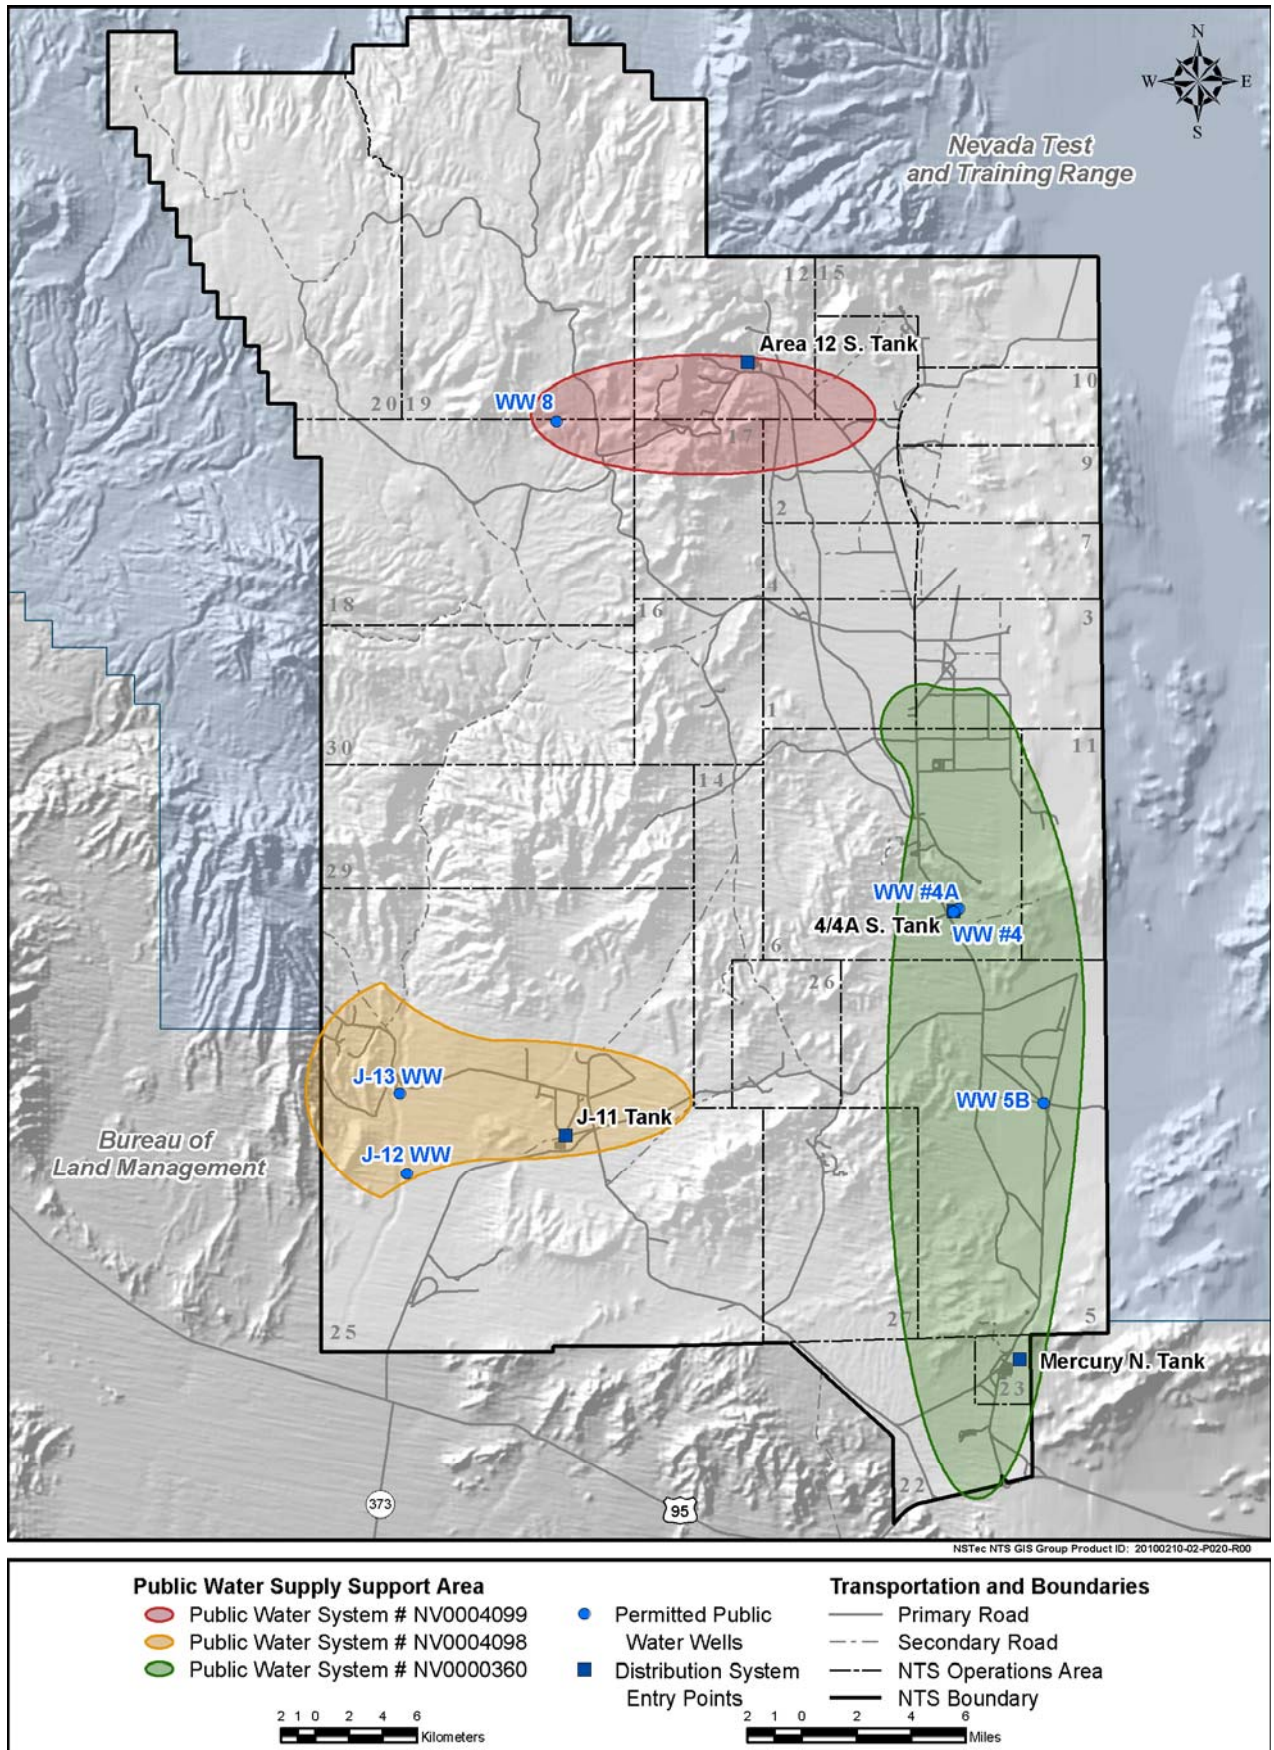 N
W E
S
Nevada Test
and Training Range
12 15
Area 12 S. Tank
10
WW 8
20 19
17
9
2
7
4
18
16
3
1
30
11
14
29
WW #4A
4/4A S. Tank
WW #4
6
26
J-13 WW
WW 5B
J-11 Tank
Bureau of
Land Management
J-12 WW
25
27
5
Mercury N. Tank
23
22
373
95
NSTec NTS GIS Group Product ID: 20100210-02-P020-R00
Public Water Supply Support Area
Public Water System # NV0004099
Public Water System # NV0004098
Public Water System # NV0000360
Permitted Public
Water Wells
Distribution System
Entry Points
Transportation and Boundaries
Primary Road
Secondary Road
NTS Operations Area
NTS Boundary
2 1 0 2 4 6
Kilometers
2 1 0 2 4 6
Miles